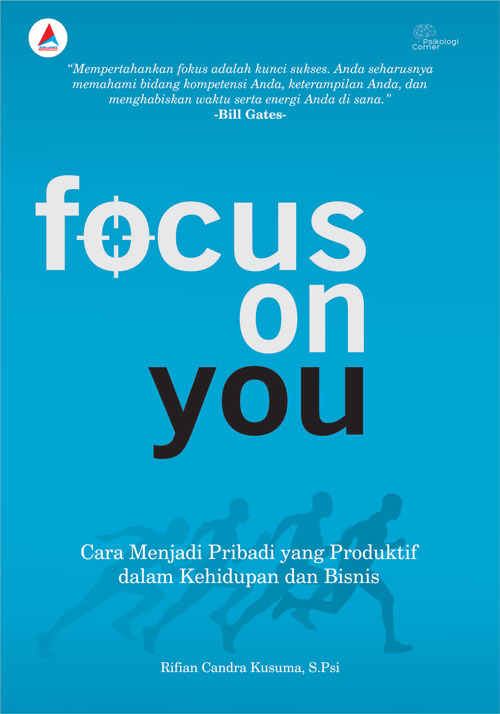 Psikologi
Corner
“Mempertahankan fokus adalah kunci sukses. Anda seharusnya
memahami bidang kompetensi Anda, keterampilan Anda, dan
menghabiskan waktu serta energi Anda di sana.”
-Bill Gates-
focus
on
you
Cara Menjadi Pribadi yang Produktif
dalam Kehidupan dan Bisnis
Rifian Candra Kusuma, S.Psi